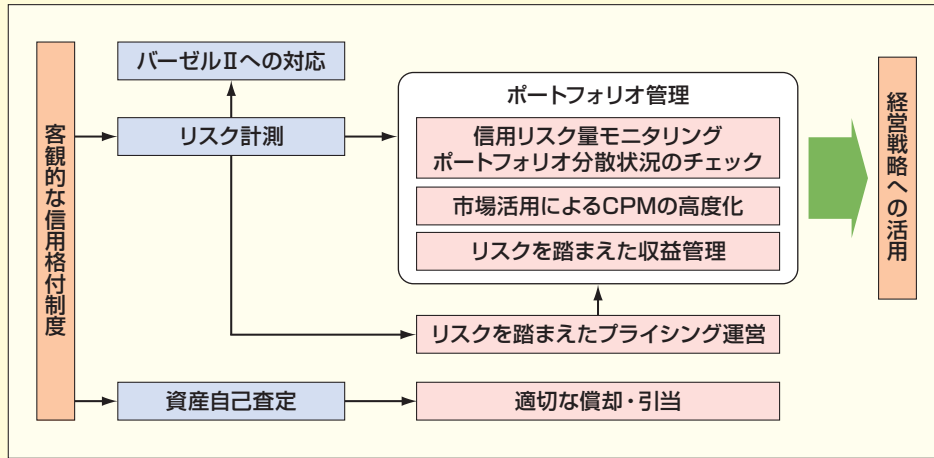 客観的な信用格付制度
バーゼルⅡへの対応
リスク計測
ポートフォリオ管理
信用リスク量モニタリング
ポートフォリオ分散状況のチェック
市場活用によるCPMの高度化
リスクを踏まえた収益管理
リスクを踏まえたプライシング運営
資産自己査定
適切な償却・引当
経営戦略への活用